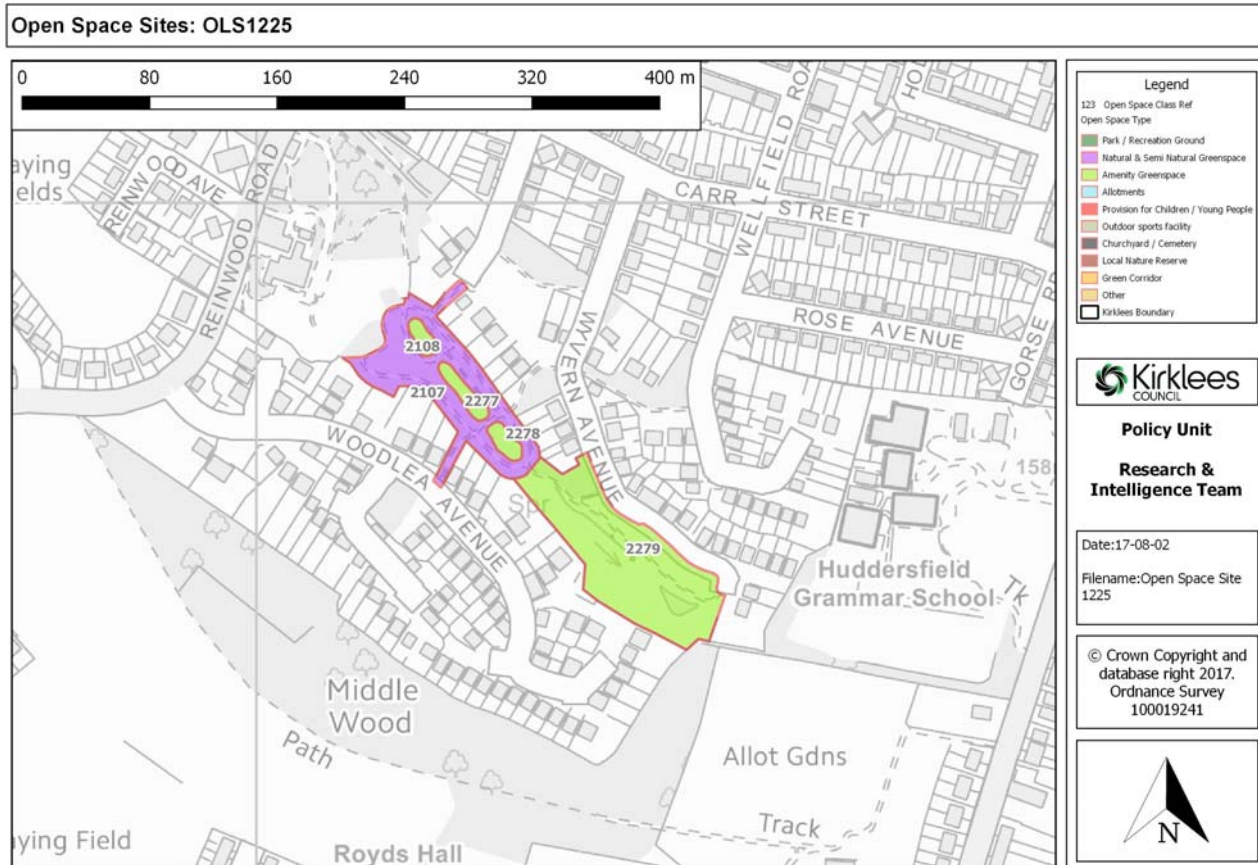 Open Space Sites: OLS1225
0 80 160 240 320 400 m
aying
ields
REINWOOD AVE
REINWOOD ROAD
CARR STREET
WELLFIELD ROA
HOL
ROSE AVENUE
GORSE R
WYVERN AVENUE
2108
2107
2277
2278
WOODLEA AVENUE
Spr
2279
158
Huddersfield
Grammar School
Tk
Middle
Wood
Path
Allot Gdns
Track
aying Field
Royds Hall
Legend
123 Open Space Class Ref
Open Space Type
Park / Recreation Ground
Natural & Semi Natural Greenspace
Amenity Greenspace
Allotments
Provision for Children / Young People
Outdoor sports facility
Churchyard / Cemetery
Local Nature Reserve
Green Corridor
Other
Kirklees Boundary
Kirklees
COUNCIL
Policy Unit
Research &
Intelligence Team
Date:17-08-02
Filename:Open Space Site
1225
© Crown Copyright and
database right 2017.
Ordnance Survey
100019241
N